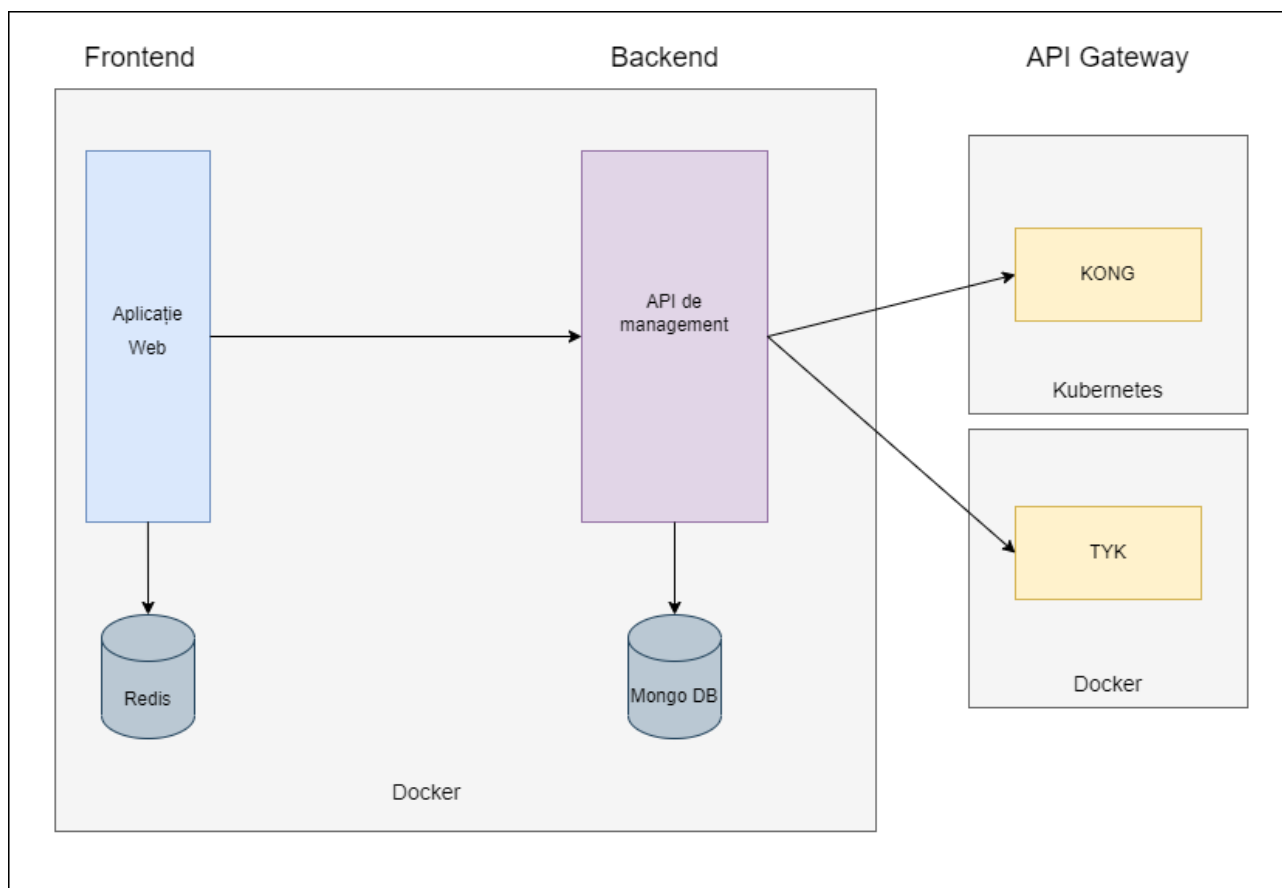 Frontend
Backend
API Gateway
Aplicație
Web
API de
management
KONG
Kubernetes
TYK
Docker
Redis
Mongo DB
Docker